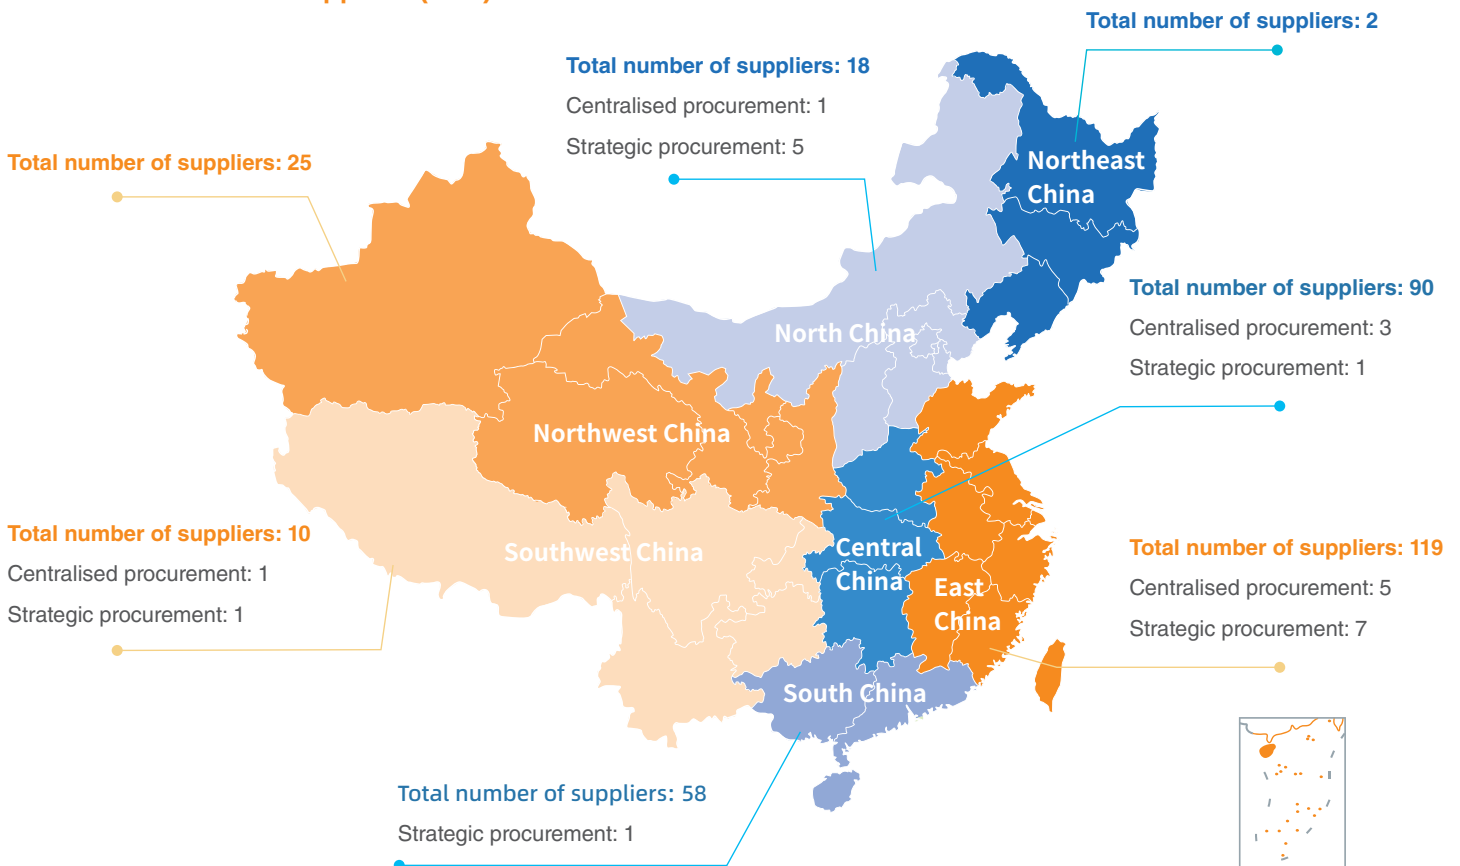 Total number of suppliers: 2
Total number of suppliers: 18
Centralised procurement: 1
Strategic procurement: 5
Total number of suppliers: 25
Northeast
China
Total number of suppliers: 90
Centralised procurement: 3
Strategic procurement: 1
North China
Northwest China
Total number of suppliers: 10
Centralised procurement: 1
Strategic procurement: 1
Southwest China
Central
China
Total number of suppliers: 119
Centralised procurement: 5
Strategic procurement: 7
East
China
South China
Total number of suppliers: 58
Strategic procurement: 1